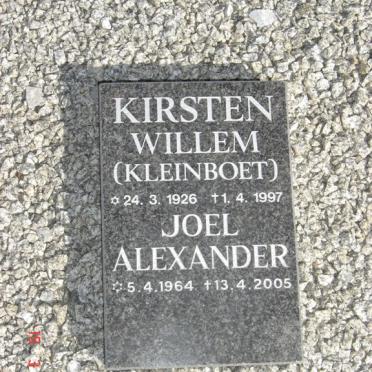 KIRSTEN
WILLEM
(KLEINBOET)
✡ 24. 3. 1926 † 1. 4. 1997
JOEL
ALEXANDER
✡ 5. 4. 1964 † 13. 4. 2005